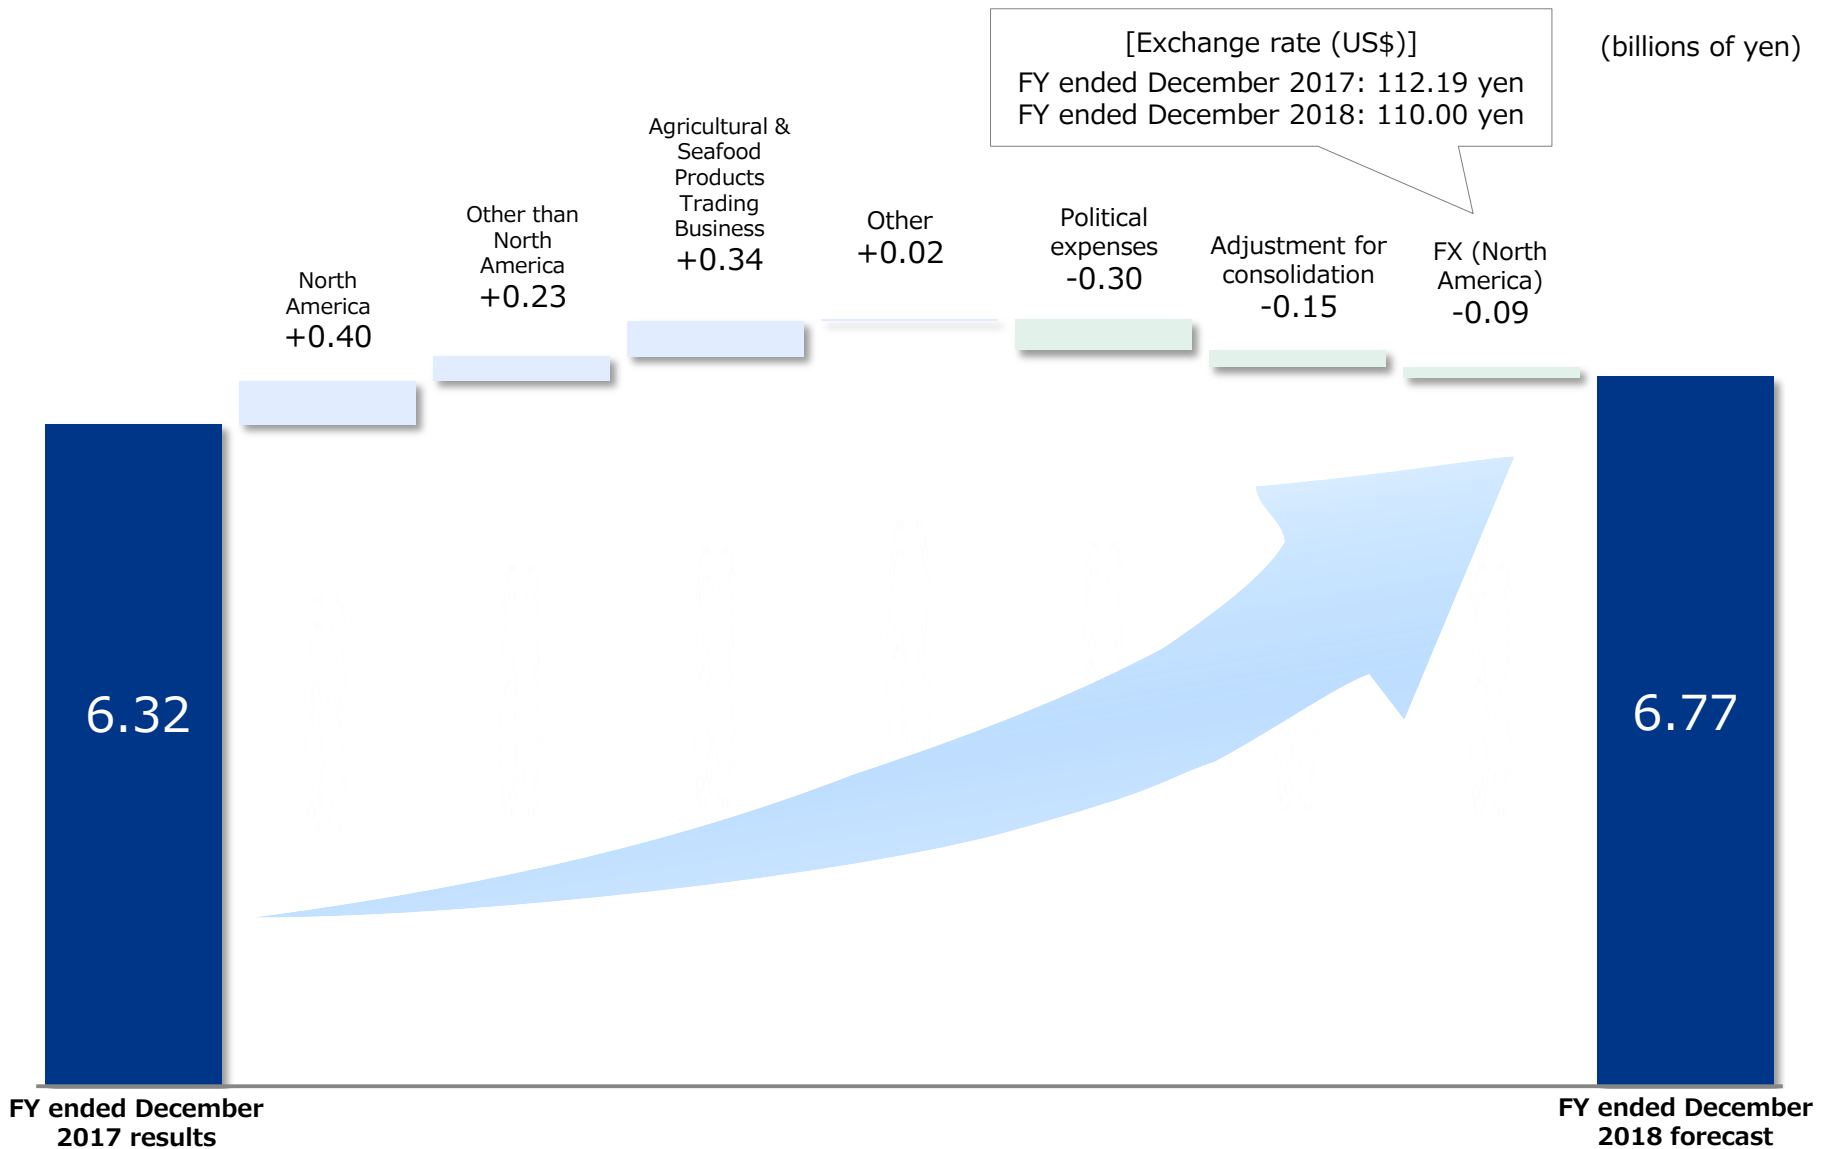 [Exchange rate (US$)]
FY ended December 2017: 112.19 yen
FY ended December 2018: 110.00 yen
(billions of yen)
North
America
+0.40
Other than
North
America
+0.23
Agricultural &
Seafood
Products
Trading
Business
+0.34
Other
+0.02
Political
expenses
-0.30
Adjustment for
consolidation
-0.15
FX (North
America)
-0.09
6.32
6.77
FY ended December
2017 results
FY ended December
2018 forecast